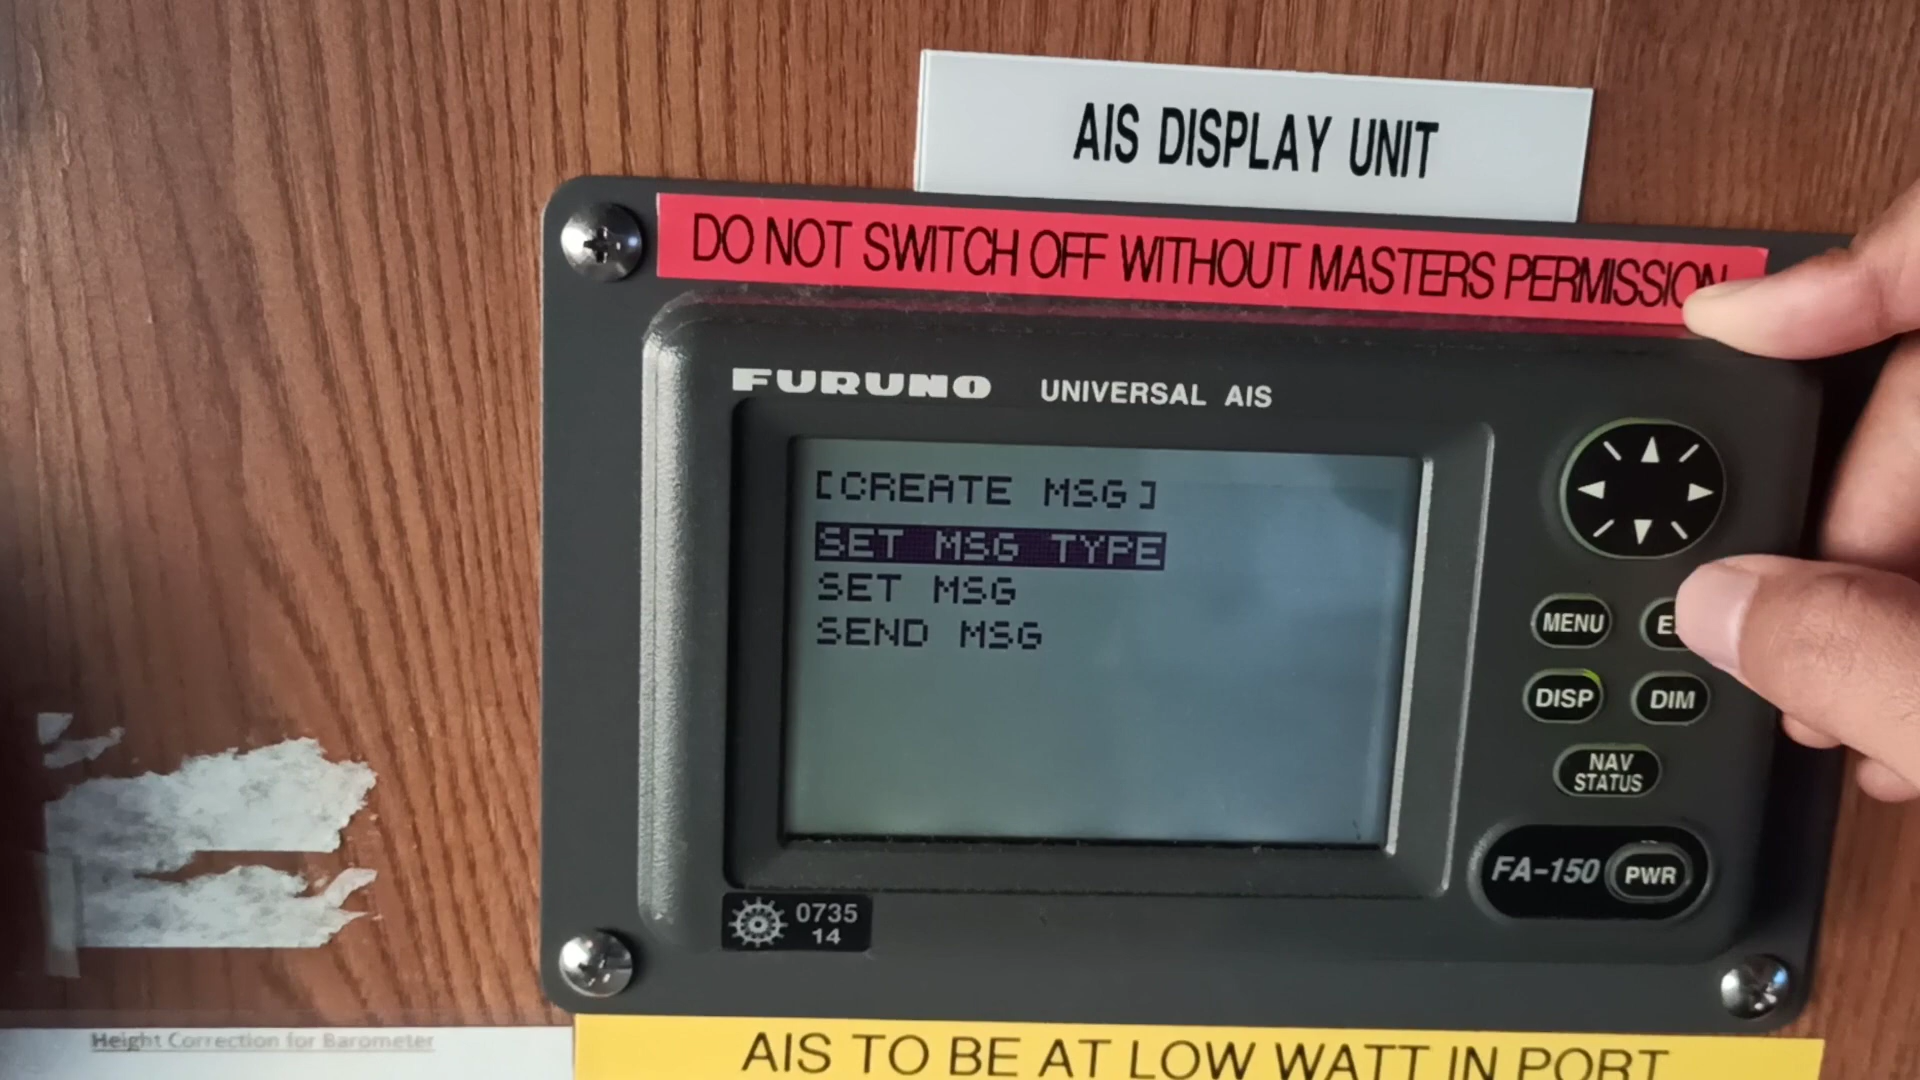 AIS DISPLAY UNIT
DO NOT SWITCH OFF WITHOUT MASTERS PERMISSION
FURUNO UNIVERSAL AIS
[CREATE MSG]
SET MSG TYPE
SET MSG
SEND MSG
MENU
DISP
DIM
NAV
STATUS
FA-150
PWR
0735
14
Height Correction for Barometer
AIS TO BE AT LOW WATT IN PORT